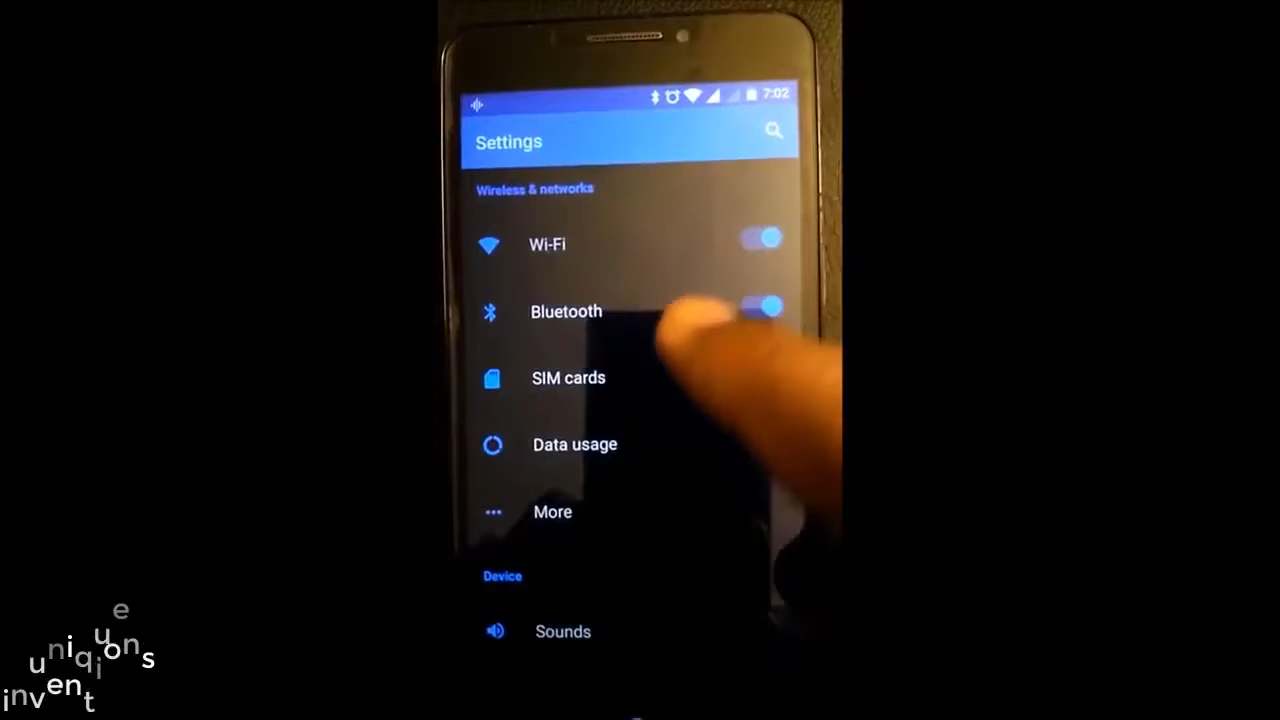 7:02
Settings
Wireless & networks
Wi-Fi
Bluetooth
SIM cards
Data usage
More
Device
Sounds
unique
inventions